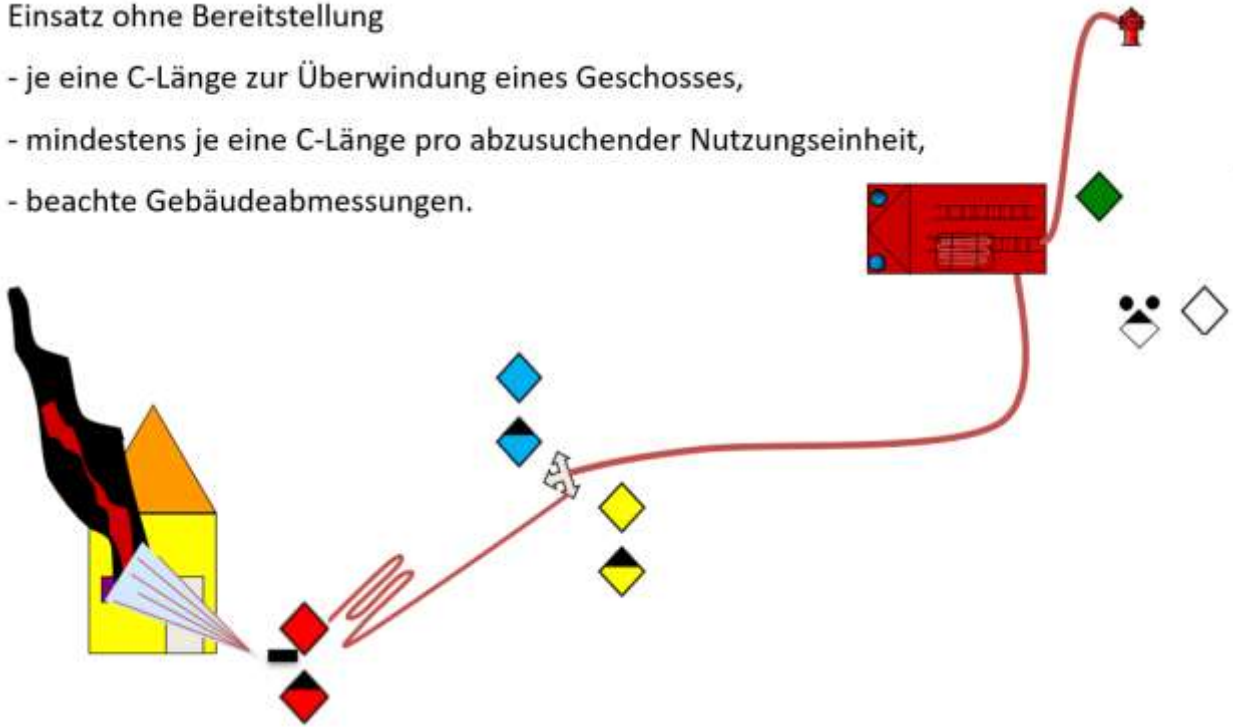 Einsatz ohne Bereitstellung
- je eine C-Länge zur Überwindung eines Geschosses,
- mindestens je eine C-Länge pro abzusuchender Nutzungseinheit,
- beachte Gebäudeabmessungen.